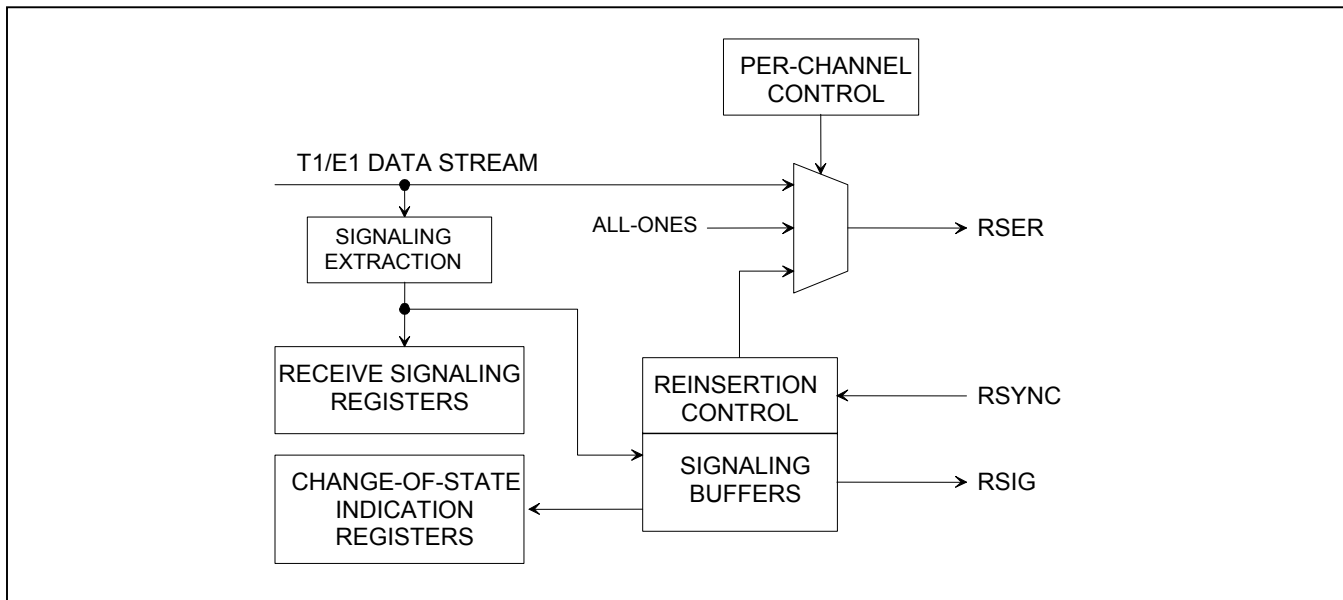 PER-CHANNEL
CONTROL
T1/E1 DATA STREAM
ALL-ONES
RSER
SIGNALING
EXTRACTION
RECEIVE SIGNALING
REGISTERS
REINSERTION
CONTROL
RSYNC
CHANGE-OF-STATE
INDICATION
REGISTERS
SIGNALING
BUFFERS
RSIG